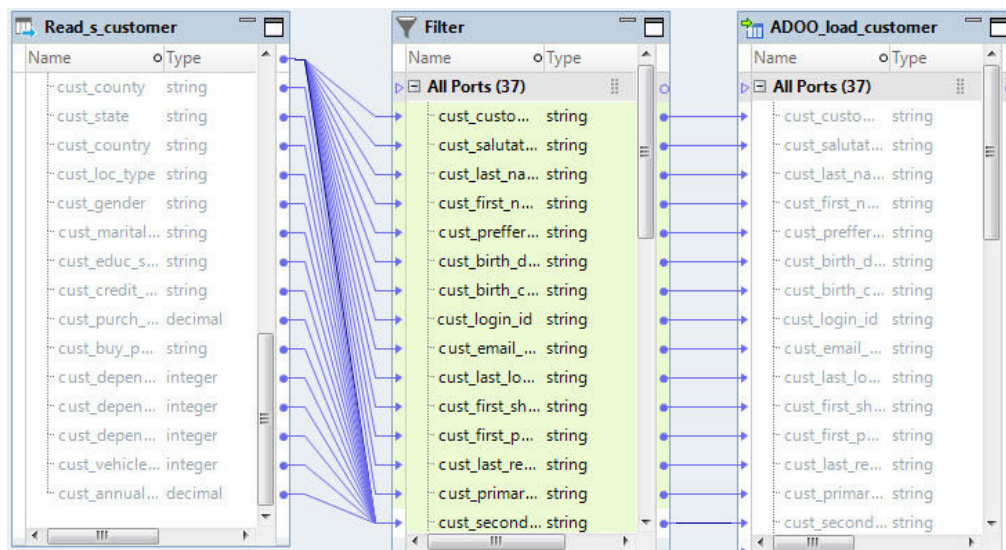 Read_s_customer
Name Type
cust_county string
cust_state string
cust_country string
cust_loc_type string
cust_gender string
cust_marital... string
cust_educ_s... string
cust_credit_... string
cust_purch_... decimal
cust_buy_p... string
cust_depen... integer
cust_depen... integer
cust_depen... integer
cust_vehicle... integer
cust_annual... decimal
Filter
Name Type
All Ports (37)
cust_custo... string
cust_salutat... string
cust_last_na... string
cust_first_n... string
cust_preffer... string
cust_birth_d... string
cust_birth_c... string
cust_login_id string
cust_email_... string
cust_last_lo... string
cust_first_sh... string
cust_first_p... string
cust_last_re... string
cust_primar... string
cust_second... string
ADOO_load_customer
Name Type
All Ports (37)
cust_custo... string
cust_salutat... string
cust_last_na... string
cust_first_n... string
cust_preffer... string
cust_birth_d... string
cust_birth_c... string
cust_login_id string
cust_email_... string
cust_last_lo... string
cust_first_sh... string
cust_first_p... string
cust_last_re... string
cust_primar... string
cust_second... string